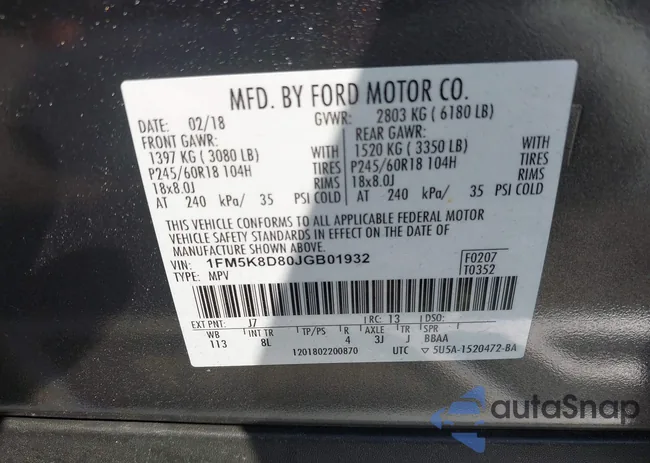 MFD. BY FORD MOTOR CO.
DATE: 02/18 GVWR: 2803 KG ( 6180 LB)
FRONT GAWR: REAR GAWR:
1397 KG ( 3080 LB) WITH 1520 KG ( 3350 LB) WITH
P245/60R18 104H TIRES P245/60R18 104H TIRES
18x8.0J RIMS 18x8.0J RIMS
AT 240 kPa/ 35 PSI COLD AT 240 kPa/ 35 PSI COLD
THIS VEHICLE CONFORMS TO ALL APPLICABLE FEDERAL MOTOR
VEHICLE SAFETY STANDARDS IN EFFECT ON THE DATE OF
MANUFACTURE SHOWN ABOVE.
VIN: 1FM5K8D80JGB01932 F0207
TYPE: MPV T0352
EXT PNT: J7 RC: 13 DSO:
WB INT TR TP/PS R AXLE TR SPR
113 8L 4 3J J BBAA
1201802200870 UTC ▽ 5U5A-1520472-BA
autoSnap